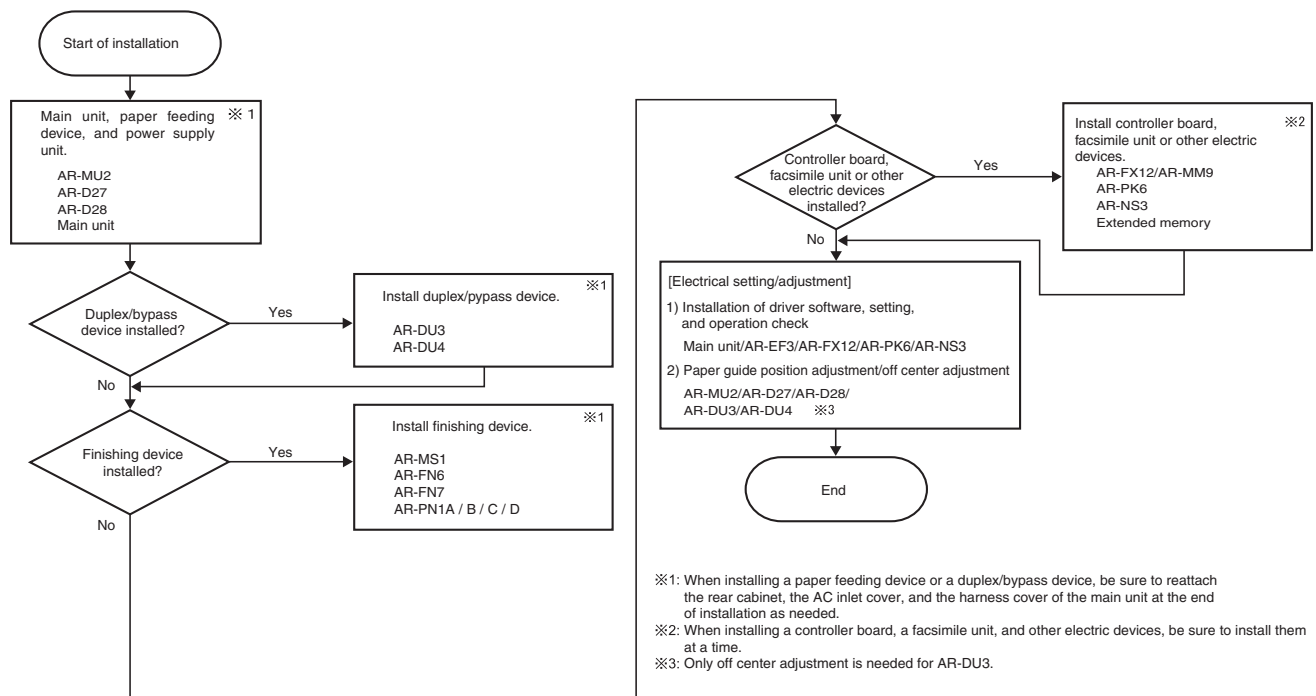 Start of installation
Main unit, paper feeding ※ 1
device, and power supply
unit.
AR-MU2
AR-D27
AR-D28
Main unit
Duplex/bypass
device installed?
Yes
No
Install duplex/pypass device. ※1
AR-DU3
AR-DU4
Finishing device
installed?
Yes
No
Install finishing device. ※1
AR-MS1
AR-FN6
AR-FN7
AR-PN1A / B / C / D
Controller board,
facsimile unit or other
electric devices
installed?
Yes
No
Install controller board, ※2
facsimile unit or other electric
devices.
AR-FX12/AR-MM9
AR-PK6
AR-NS3
Extended memory
[Electrical setting/adjustment]
1) Installation of driver software, setting,
and operation check
Main unit/AR-EF3/AR-FX12/AR-PK6/AR-NS3
2) Paper guide position adjustment/off center adjustment
AR-MU2/AR-D27/AR-D28/
AR-DU3/AR-DU4 ※3
End
※1: When installing a paper feeding device or a duplex/bypass device, be sure to reattach
the rear cabinet, the AC inlet cover, and the harness cover of the main unit at the end
of installation as needed.
※2: When installing a controller board, a facsimile unit, and other electric devices, be sure to install them
at a time.
※3: Only off center adjustment is needed for AR-DU3.